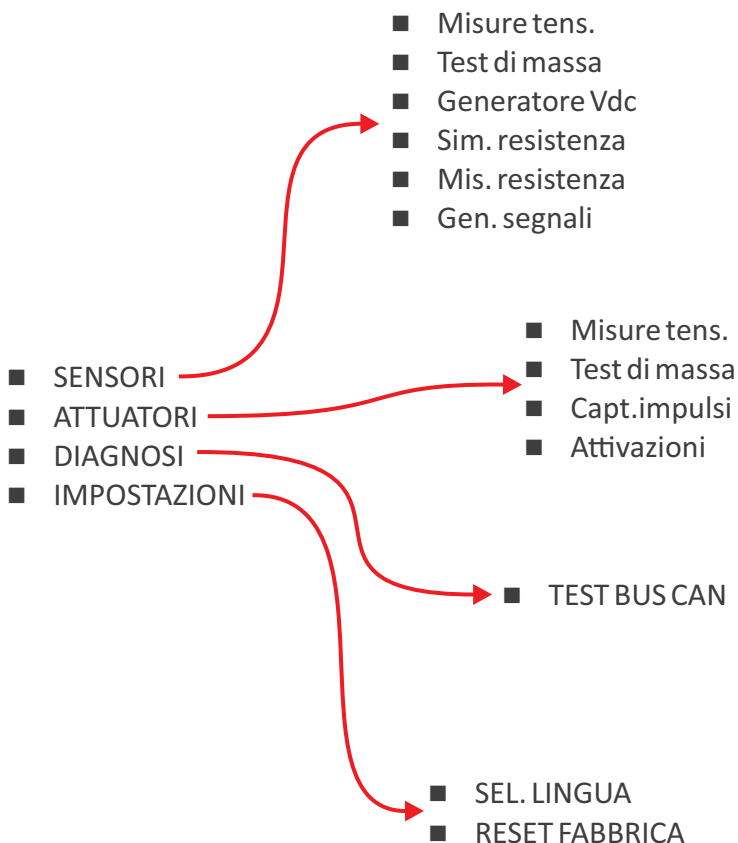 Misure tens.
Test di massa
Generatore Vdc
Sim. resistenza
Mis. resistenza
Gen. segnali
SENSORI
ATTUATORI
DIAGNOSI
IMPOSTAZIONI
Misure tens.
Test di massa
Capt.impulsi
Attivazioni
TEST BUS CAN
SEL. LINGUA
RESET FABBRICA